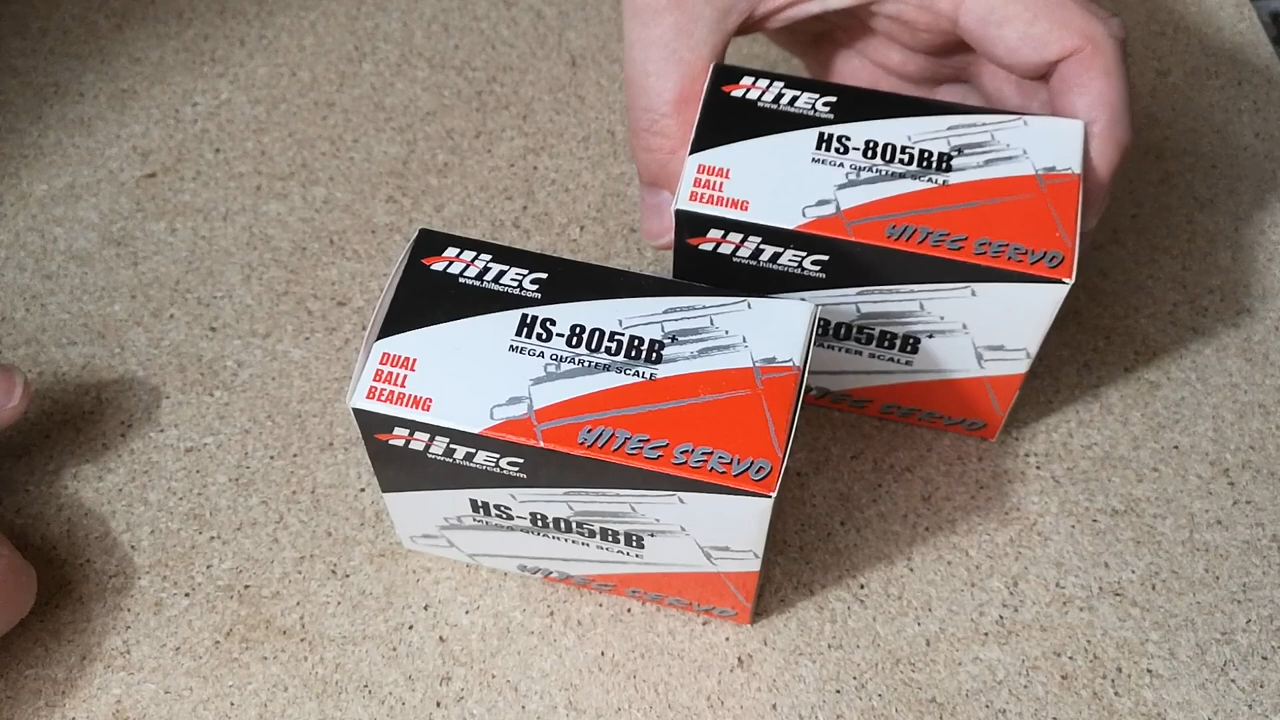 HITEC
www.hitecrcd.com
HS-805BB+
MEGA QUARTER SCALE
DUAL
BALL
BEARING
HITEC SERVO
HITEC
www.hitecrcd.com
805BB+
QUARTER SCALE
HITEC SERVO
HITEC
www.hitecrcd.com
HS-805BB+
MEGA QUARTER SCALE
DUAL
BALL
BEARING
HITEC SERVO
HITEC
www.hitecrcd.com
HS-805BB+
MEGA QUARTER SCALE
HITEC SERVO